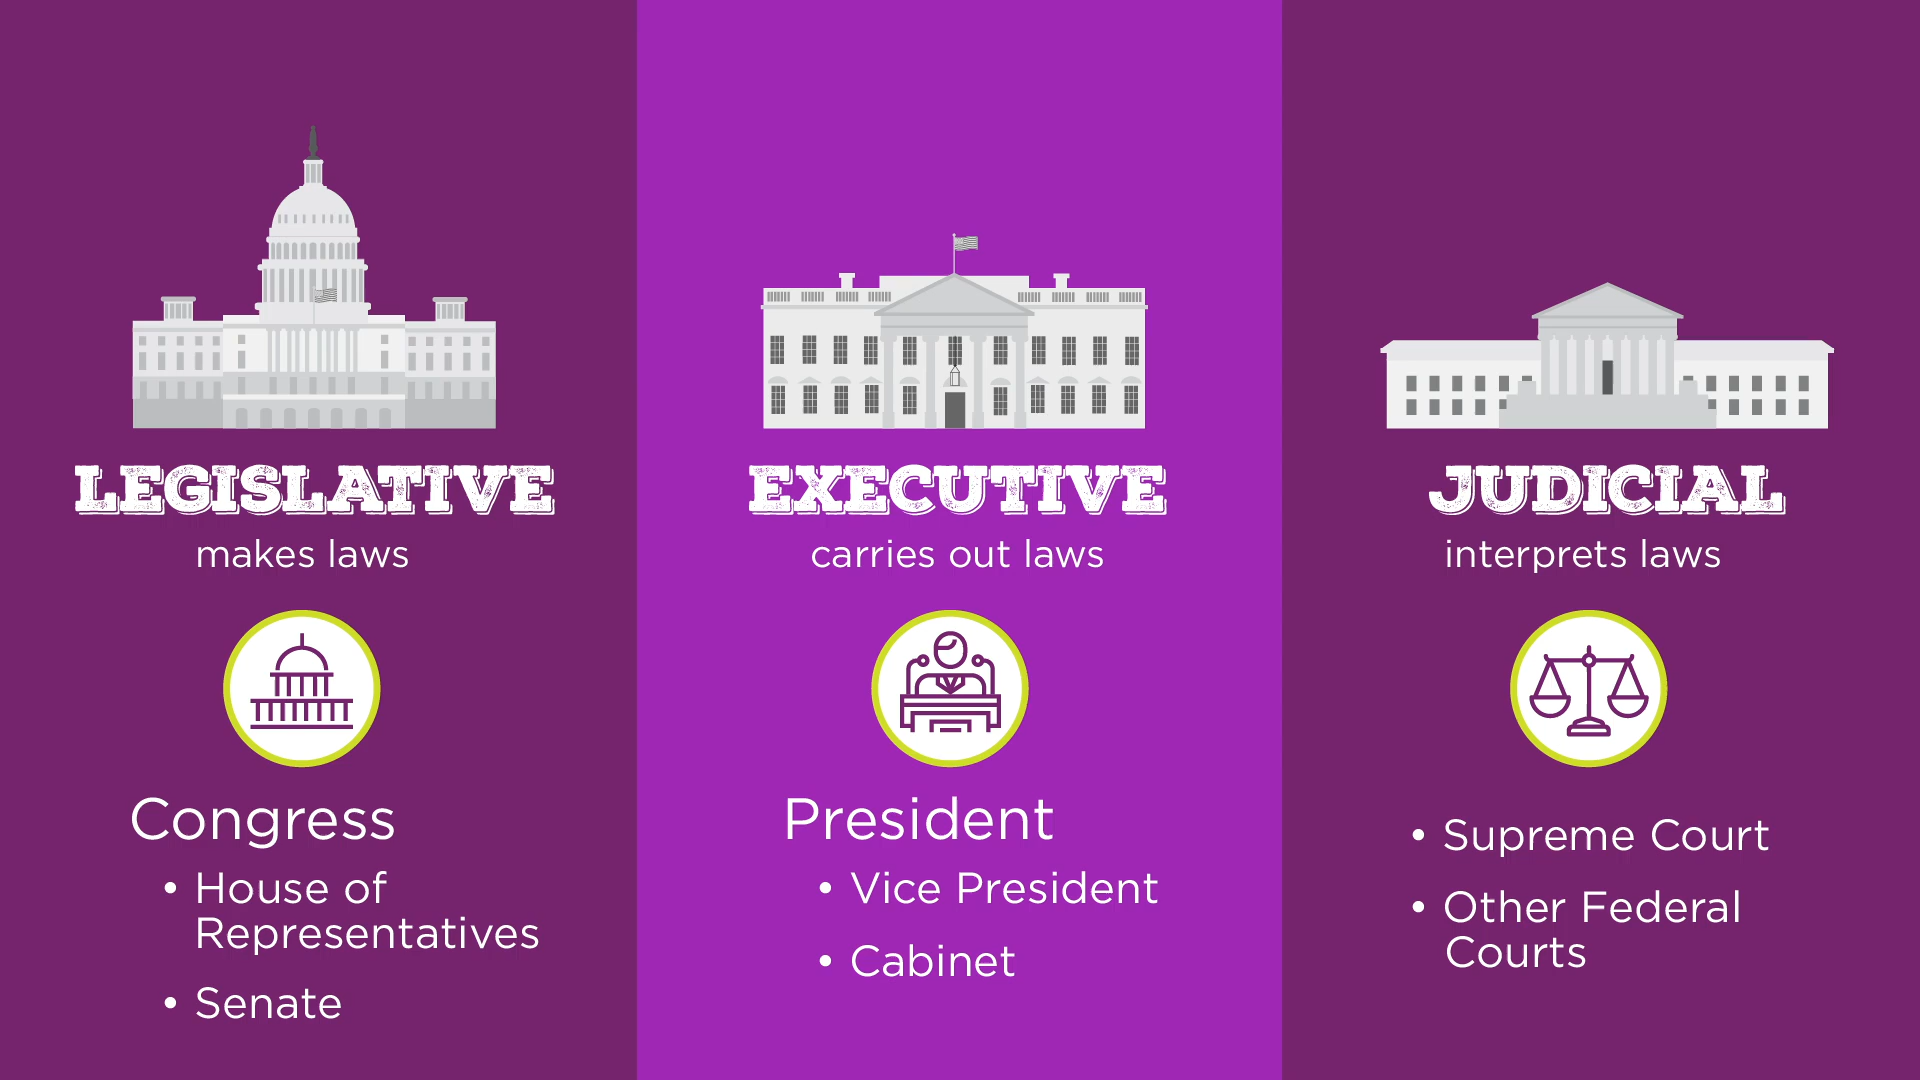 LEGISLATIVE
makes laws
Congress
• House of
Representatives
• Senate
EXECUTIVE
carries out laws
President
• Vice President
• Cabinet
JUDICIAL
interprets laws
• Supreme Court
• Other Federal
Courts